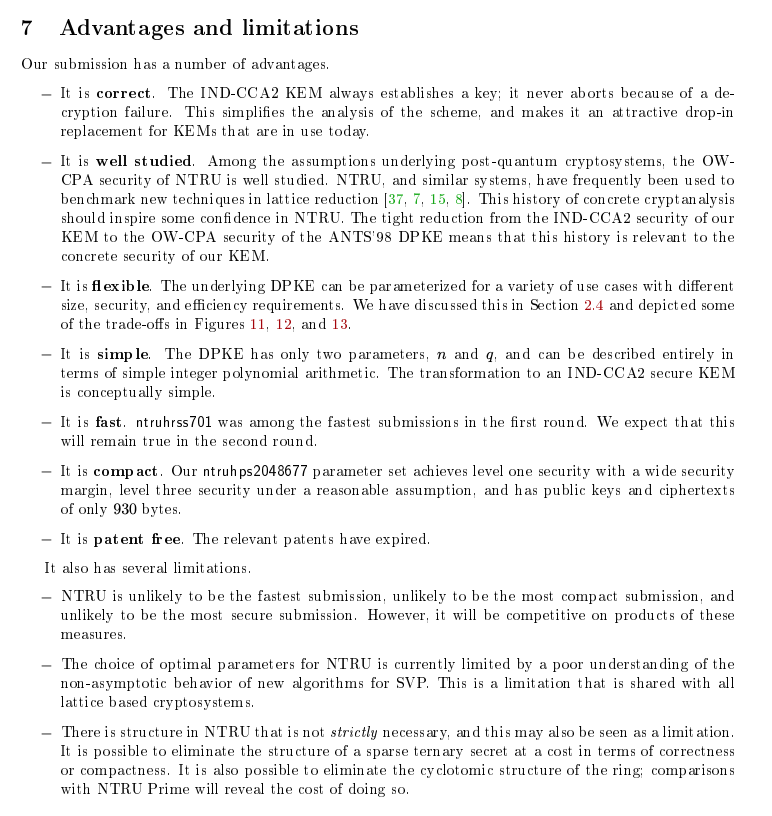 7 Advantages and limitations
Our submission has a number of advantages.
– It is correct. The IND-CCA2 KEM always establishes a key; it never aborts because of a de-
cryption failure. This simplifies the analysis of the scheme, and makes it an attractive drop-in
replacement for KEMs that are in use today.
– It is well studied. Among the assumptions underlying post-quantum cryptosystems, the OW-
CPA security of NTRU is well studied. NTRU, and similar systems, have frequently been used to
benchmark new techniques in lattice reduction [37, 7, 15, 8]. This history of concrete cryptanalysis
should inspire some confidence in NTRU. The tight reduction from the IND-CCA2 security of our
KEM to the OW-CPA security of the ANTS'98 DPKE means that this history is relevant to the
concrete security of our KEM.
– It is flexible. The underlying DPKE can be parameterized for a variety of use cases with different
size, security, and efficiency requirements. We have discussed this in Section 2.4 and depicted some
of the trade-offs in Figures 11, 12, and 13.
– It is simple. The DPKE has only two parameters, n and q, and can be described entirely in
terms of simple integer polynomial arithmetic. The transformation to an IND-CCA2 secure KEM
is conceptually simple.
– It is fast. ntruhrss701 was among the fastest submissions in the first round. We expect that this
will remain true in the second round.
– It is compact. Our ntruhps2048677 parameter set achieves level one security with a wide security
margin, level three security under a reasonable assumption, and has public keys and ciphertexts
of only 930 bytes.
– It is patent free. The relevant patents have expired.
It also has several limitations.
– NTRU is unlikely to be the fastest submission, unlikely to be the most compact submission, and
unlikely to be the most secure submission. However, it will be competitive on products of these
measures.
– The choice of optimal parameters for NTRU is currently limited by a poor understanding of the
non-asymptotic behavior of new algorithms for SVP. This is a limitation that is shared with all
lattice based cryptosystems.
– There is structure in NTRU that is not strictly necessary, and this may also be seen as a limitation.
It is possible to eliminate the structure of a sparse ternary secret at a cost in terms of correctness
or compactness. It is also possible to eliminate the cyclotomic structure of the ring; comparisons
with NTRU Prime will reveal the cost of doing so.